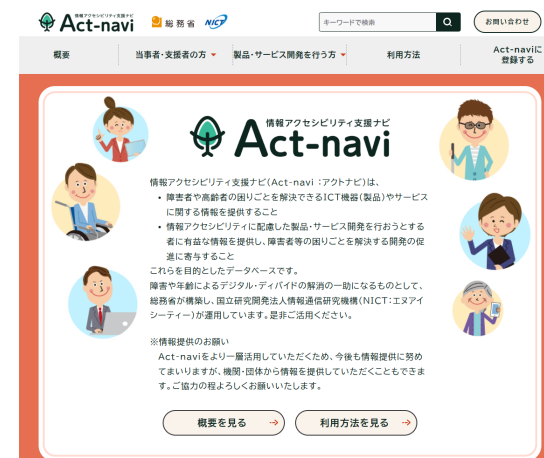 情報アクセシビリティ支援ナビ
Act-navi
総務省
NICT
キーワードで検索
お問い合わせ
概要
当事者・支援者の方
製品・サービス開発を行う方
利用方法
Act-naviに
登録する
情報アクセシビリティ支援ナビ
Act-navi
情報アクセシビリティ支援ナビ(Act-navi :アクトナビ)は、
• 障害者や高齢者の困りごとを解決できるICT機器(製品)やサービス
に関する情報を提供すること
• 情報アクセシビリティに配慮した製品・サービス開発を行おうとする
者に有益な情報を提供し、障害者等の困りごとを解決する開発の促
進に寄与すること
これらを目的としたデータベースです。
障害や年齢によるデジタル・ディバイドの解消の一助になるものとして、
総務省が構築し、国立研究開発法人情報通信研究機構(NICT:エヌアイ
シーティー)が運用しています。是非ご活用ください。
※情報提供のお願い
Act-naviをより一層活用していただくため、今後も情報提供に努め
てまいりますが、機関・団体から情報を提供していただくこともできま
す。ご協力の程よろしくお願いいたします。
概要を見る
利用方法を見る